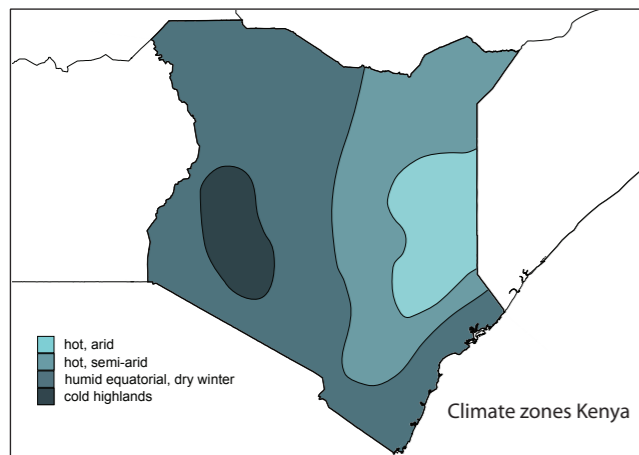 hot, arid
hot, semi-arid
humid equatorial, dry winter
cold highlands
Climate zones Kenya